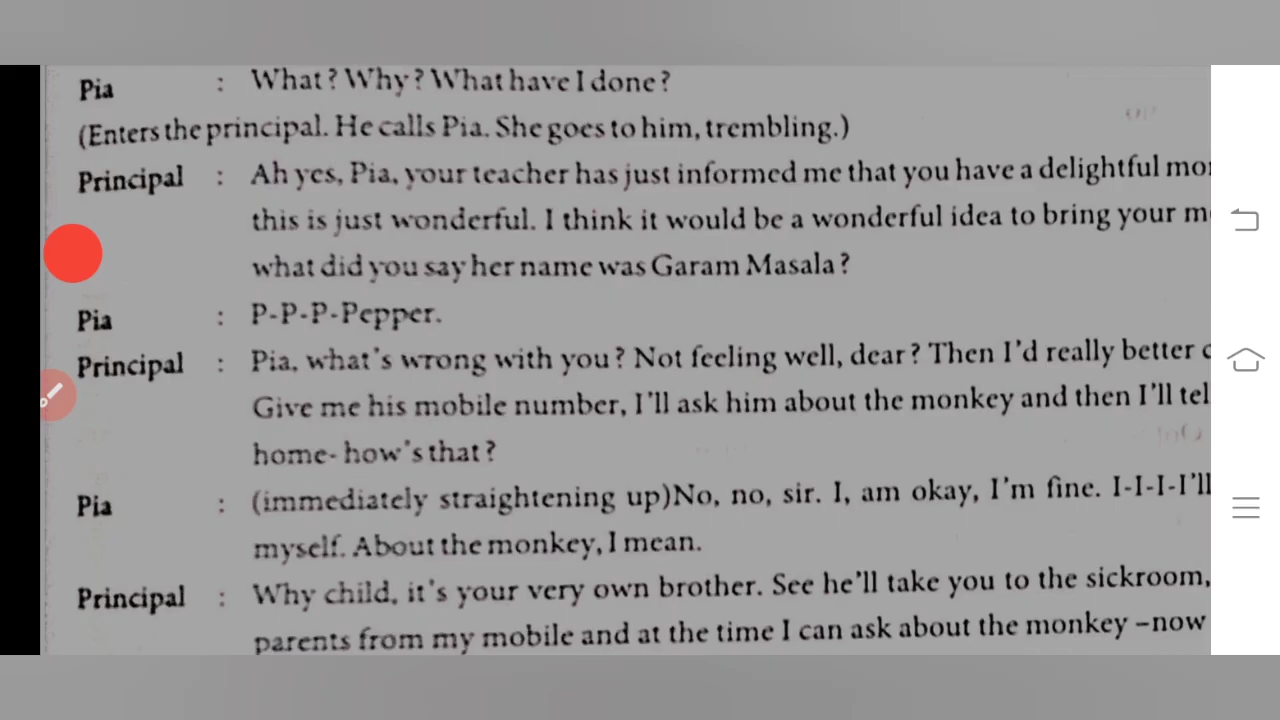 Pia : What? Why? What have I done?
(Enters the principal. He calls Pia. She goes to him, trembling.)
Principal : Ah yes, Pia, your teacher has just informed me that you have a delightful
this is just wonderful. I think it would be a wonderful idea to bring your
what did you say her name was Garam Masala?
Pia : P-P-P-Pepper.
Principal : Pia, what's wrong with you? Not feeling well, dear? Then I'd really better
Give me his mobile number, I'll ask him about the monkey and then I'll
home- how's that?
Pia : (immediately straightening up)No, no, sir. I, am okay, I'm fine. I-I-I-I'll
myself. About the monkey, I mean.
Principal : Why child, it's your very own brother. See he'll take you to the sickroom,
parents from my mobile and at the time I can ask about the monkey –now